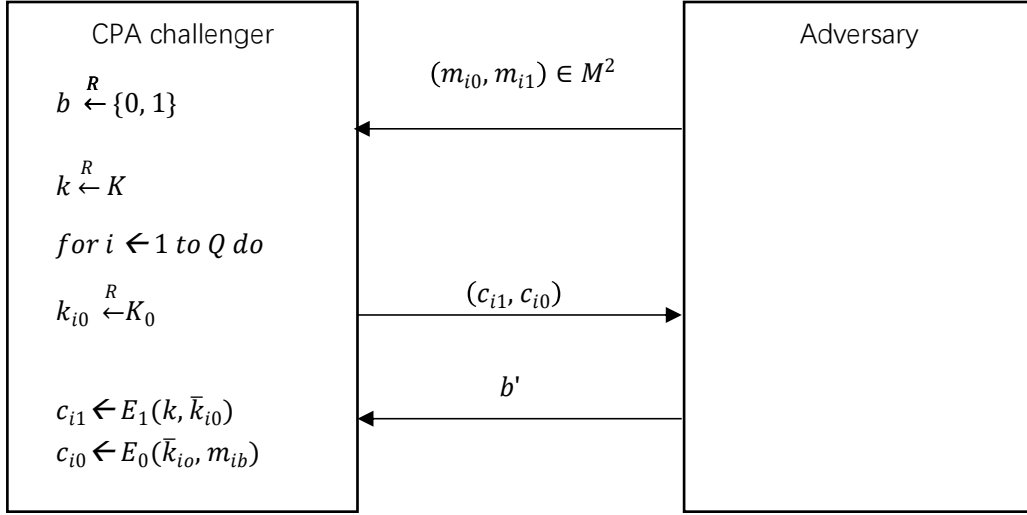 CPA challenger
b ←ᴿ {0, 1}
k ←ᴿ K
for i ← 1 to Q do
k_{i0} ←ᴿ K_0
c_{i1} ← E_1(k, k̄_{i0})
c_{i0} ← E_0(k̄_{io}, m_{ib})
(m_{i0}, m_{i1}) ∈ M^2
(c_{i1}, c_{i0})
b'
Adversary